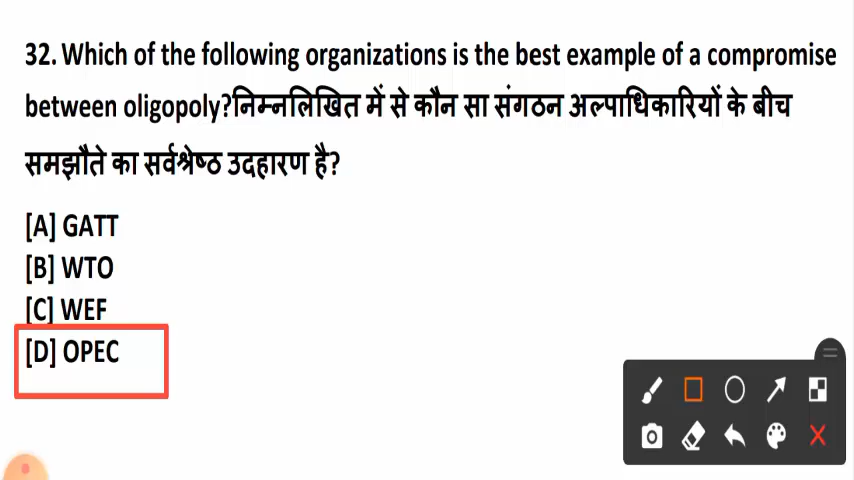 32. Which of the following organizations is the best example of a compromise
between oligopoly?निम्नलिखित में से कौन सा संगठन अल्पाधिकारियों के बीच
समझौते का सर्वश्रेष्ठ उदहारण है?
[A] GATT
[B] WTO
[C] WEF
[D] OPEC